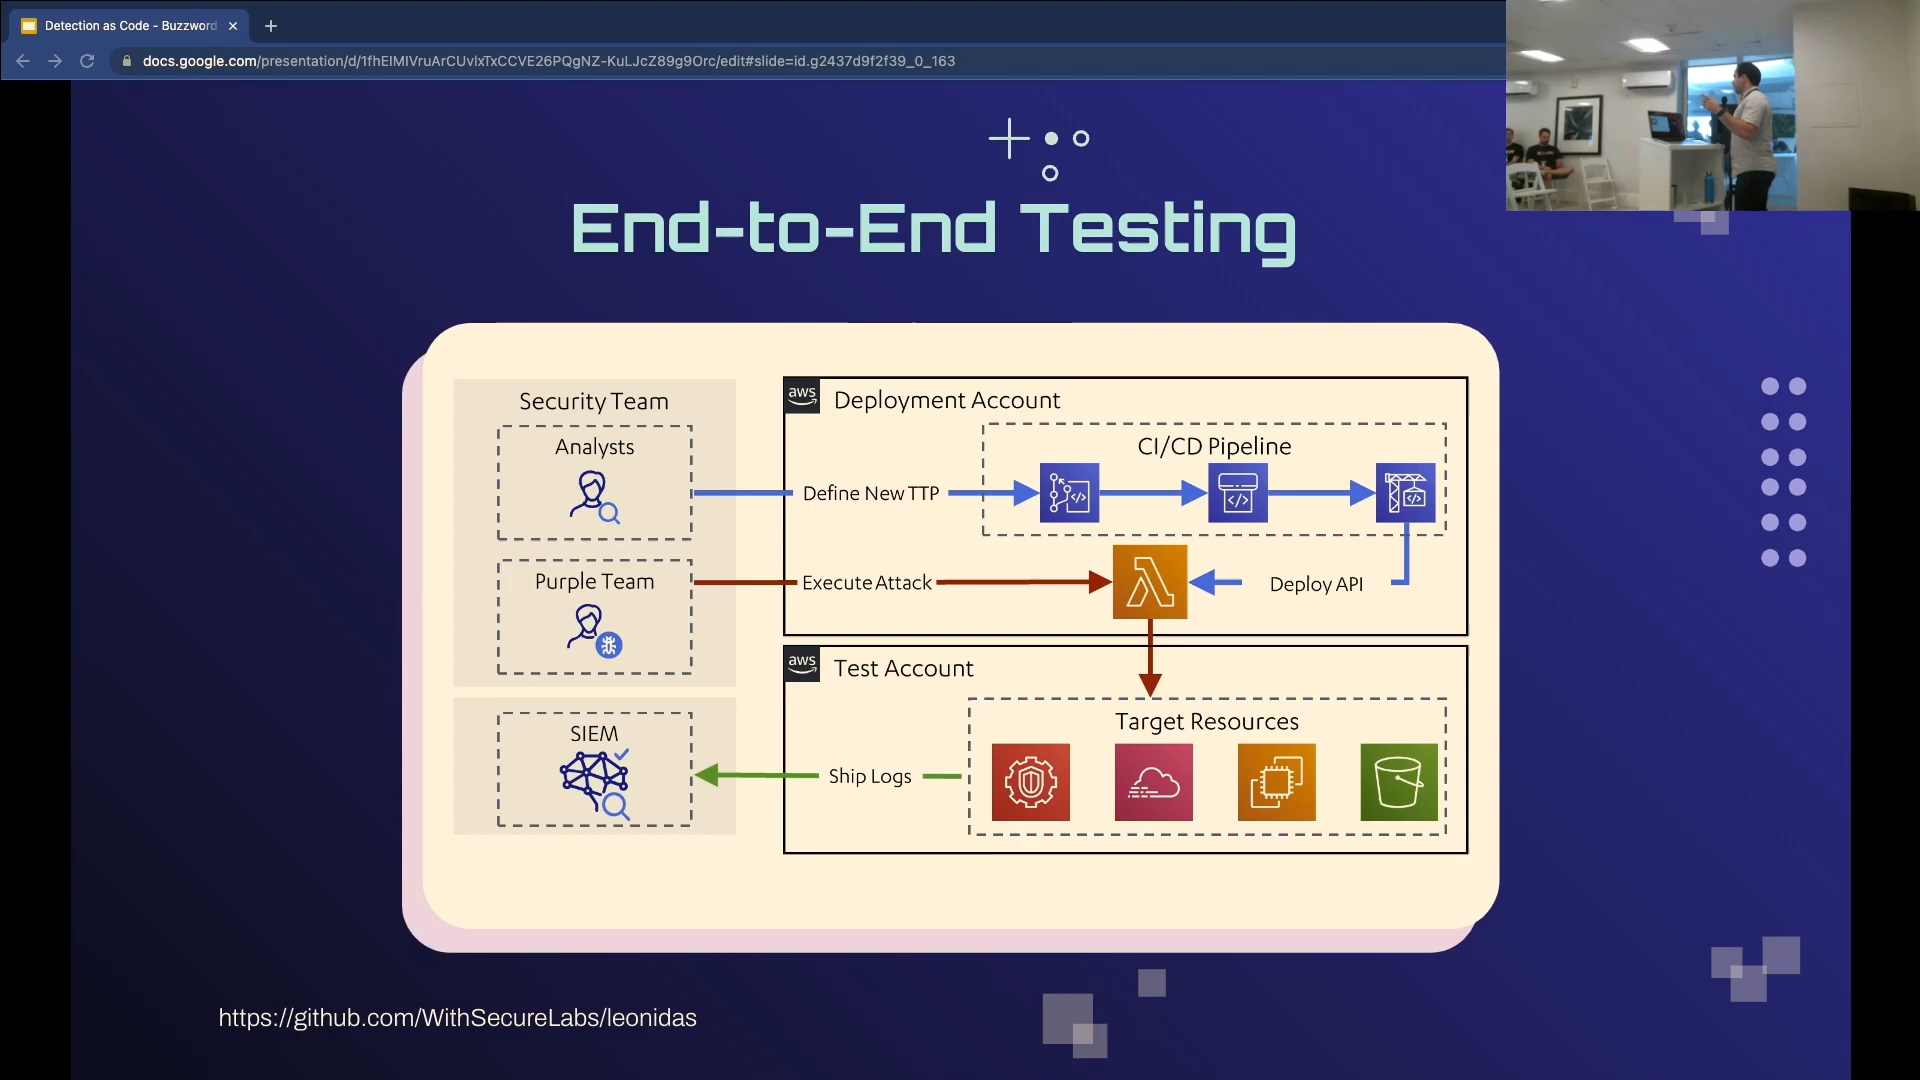 Detection as Code - Buzzword
docs.google.com/presentation/d/1fhEIMIVruArCUvlxTxCCVE26PQgNZ-KuLJcZ89g9Orc/edit#slide=id.g2437d9f2f39_0_163
End-to-End Testing
Security Team
Analysts
Purple Team
SIEM
aws
Deployment Account
CI/CD Pipeline
Define New TTP
Execute Attack
Deploy API
aws
Test Account
Target Resources
Ship Logs
https://github.com/WithSecureLabs/leonidas